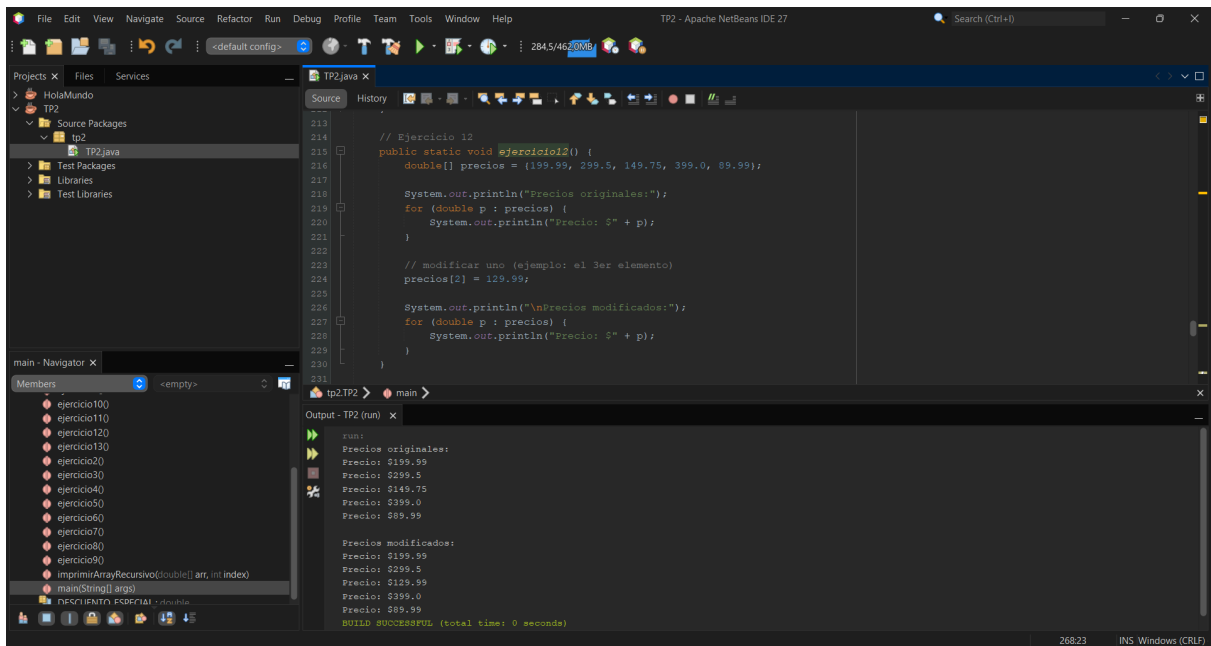 File Edit View Navigate Source Refactor Run Debug Profile Team Tools Window Help
TP2 - Apache NetBeans IDE 27
Search (Ctrl+I)
<default config>
284,5/462,0MB
Projects
Files
Services
HolaMundo
TP2
Source Packages
tp2
TP2.java
Test Packages
Libraries
Test Libraries
main - Navigator
Members
<empty>
ejercicio10()
ejercicio11()
ejercicio12()
ejercicio13()
ejercicio2()
ejercicio3()
ejercicio4()
ejercicio5()
ejercicio6()
ejercicio7()
ejercicio8()
ejercicio9()
imprimirArrayRecursivo(double[] arr, int index)
main(String[] args)
DESCUENTO_ESPECIAL : double
TP2.java
Source History
213
214 // Ejercicio 12
215 public static void ejercicio12() {
216 double[] precios = {199.99, 299.5, 149.75, 399.0, 89.99};
217
218 System.out.println("Precios originales:");
219 for (double p : precios) {
220 System.out.println("Precio: $" + p);
221 }
222
223 // modificar uno (ejemplo: el 3er elemento)
224 precios[2] = 129.99;
225
226 System.out.println("\nPrecios modificados:");
227 for (double p : precios) {
228 System.out.println("Precio: $" + p);
229 }
230 }
231
tp2.TP2
main
Output - TP2 (run)
run:
Precios originales:
Precio: $199.99
Precio: $299.5
Precio: $149.75
Precio: $399.0
Precio: $89.99
Precios modificados:
Precio: $199.99
Precio: $299.5
Precio: $129.99
Precio: $399.0
Precio: $89.99
BUILD SUCCESSFUL (total time: 0 seconds)
268:23
INS
Windows (CRLF)